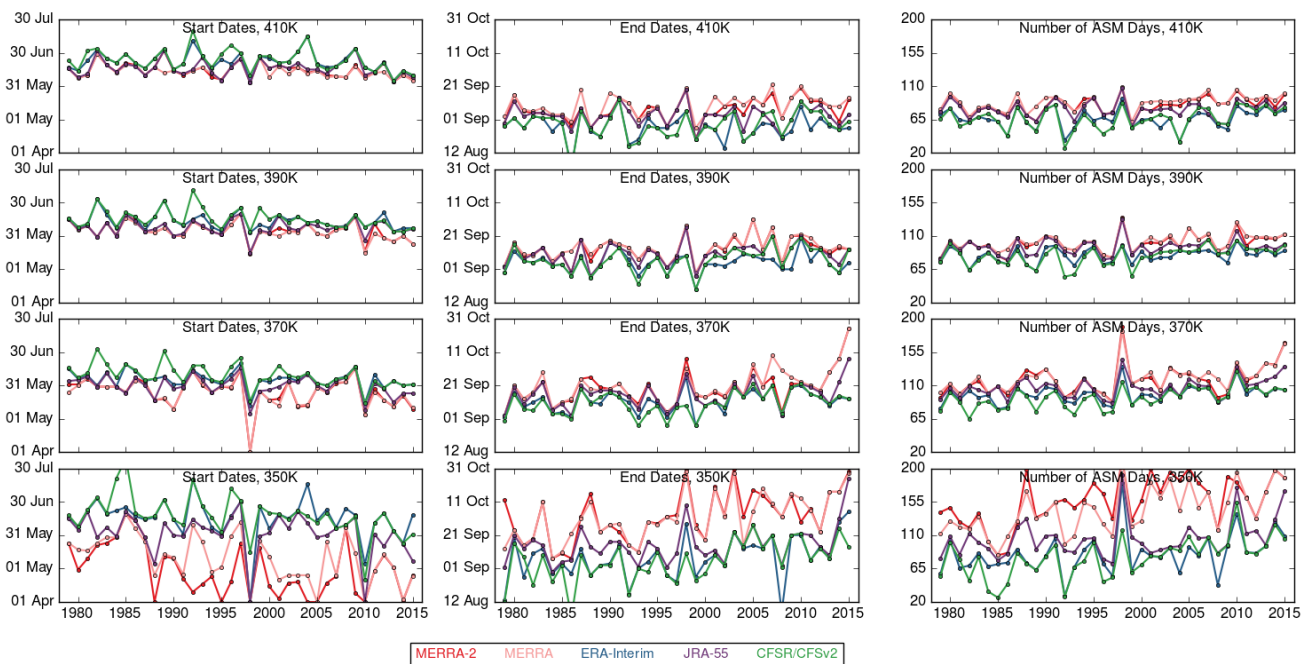 Start Dates, 410K
30 Jul
30 Jun
31 May
01 May
01 Apr
End Dates, 410K
31 Oct
11 Oct
21 Sep
01 Sep
12 Aug
Number of ASM Days, 410K
200
155
110
65
20
Start Dates, 390K
30 Jul
30 Jun
31 May
01 May
01 Apr
End Dates, 390K
31 Oct
11 Oct
21 Sep
01 Sep
12 Aug
Number of ASM Days, 390K
200
155
110
65
20
Start Dates, 370K
30 Jul
30 Jun
31 May
01 May
01 Apr
End Dates, 370K
31 Oct
11 Oct
21 Sep
01 Sep
12 Aug
Number of ASM Days, 370K
200
155
110
65
20
Start Dates, 350K
30 Jul
30 Jun
31 May
01 May
01 Apr
1980 1985 1990 1995 2000 2005 2010 2015
End Dates, 350K
31 Oct
11 Oct
21 Sep
01 Sep
12 Aug
1980 1985 1990 1995 2000 2005 2010 2015
Number of ASM Days, 350K
200
155
110
65
20
1980 1985 1990 1995 2000 2005 2010 2015
MERRA-2 MERRA ERA-Interim JRA-55 CFSR/CFSv2